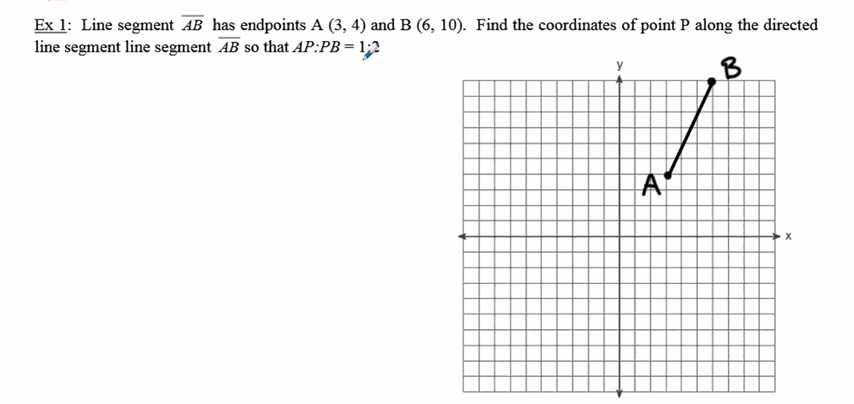 Ex 1: Line segment AB has endpoints A (3, 4) and B (6, 10). Find the coordinates of point P along the directed
line segment line segment AB so that AP:PB = 1:2
y
B
A
x